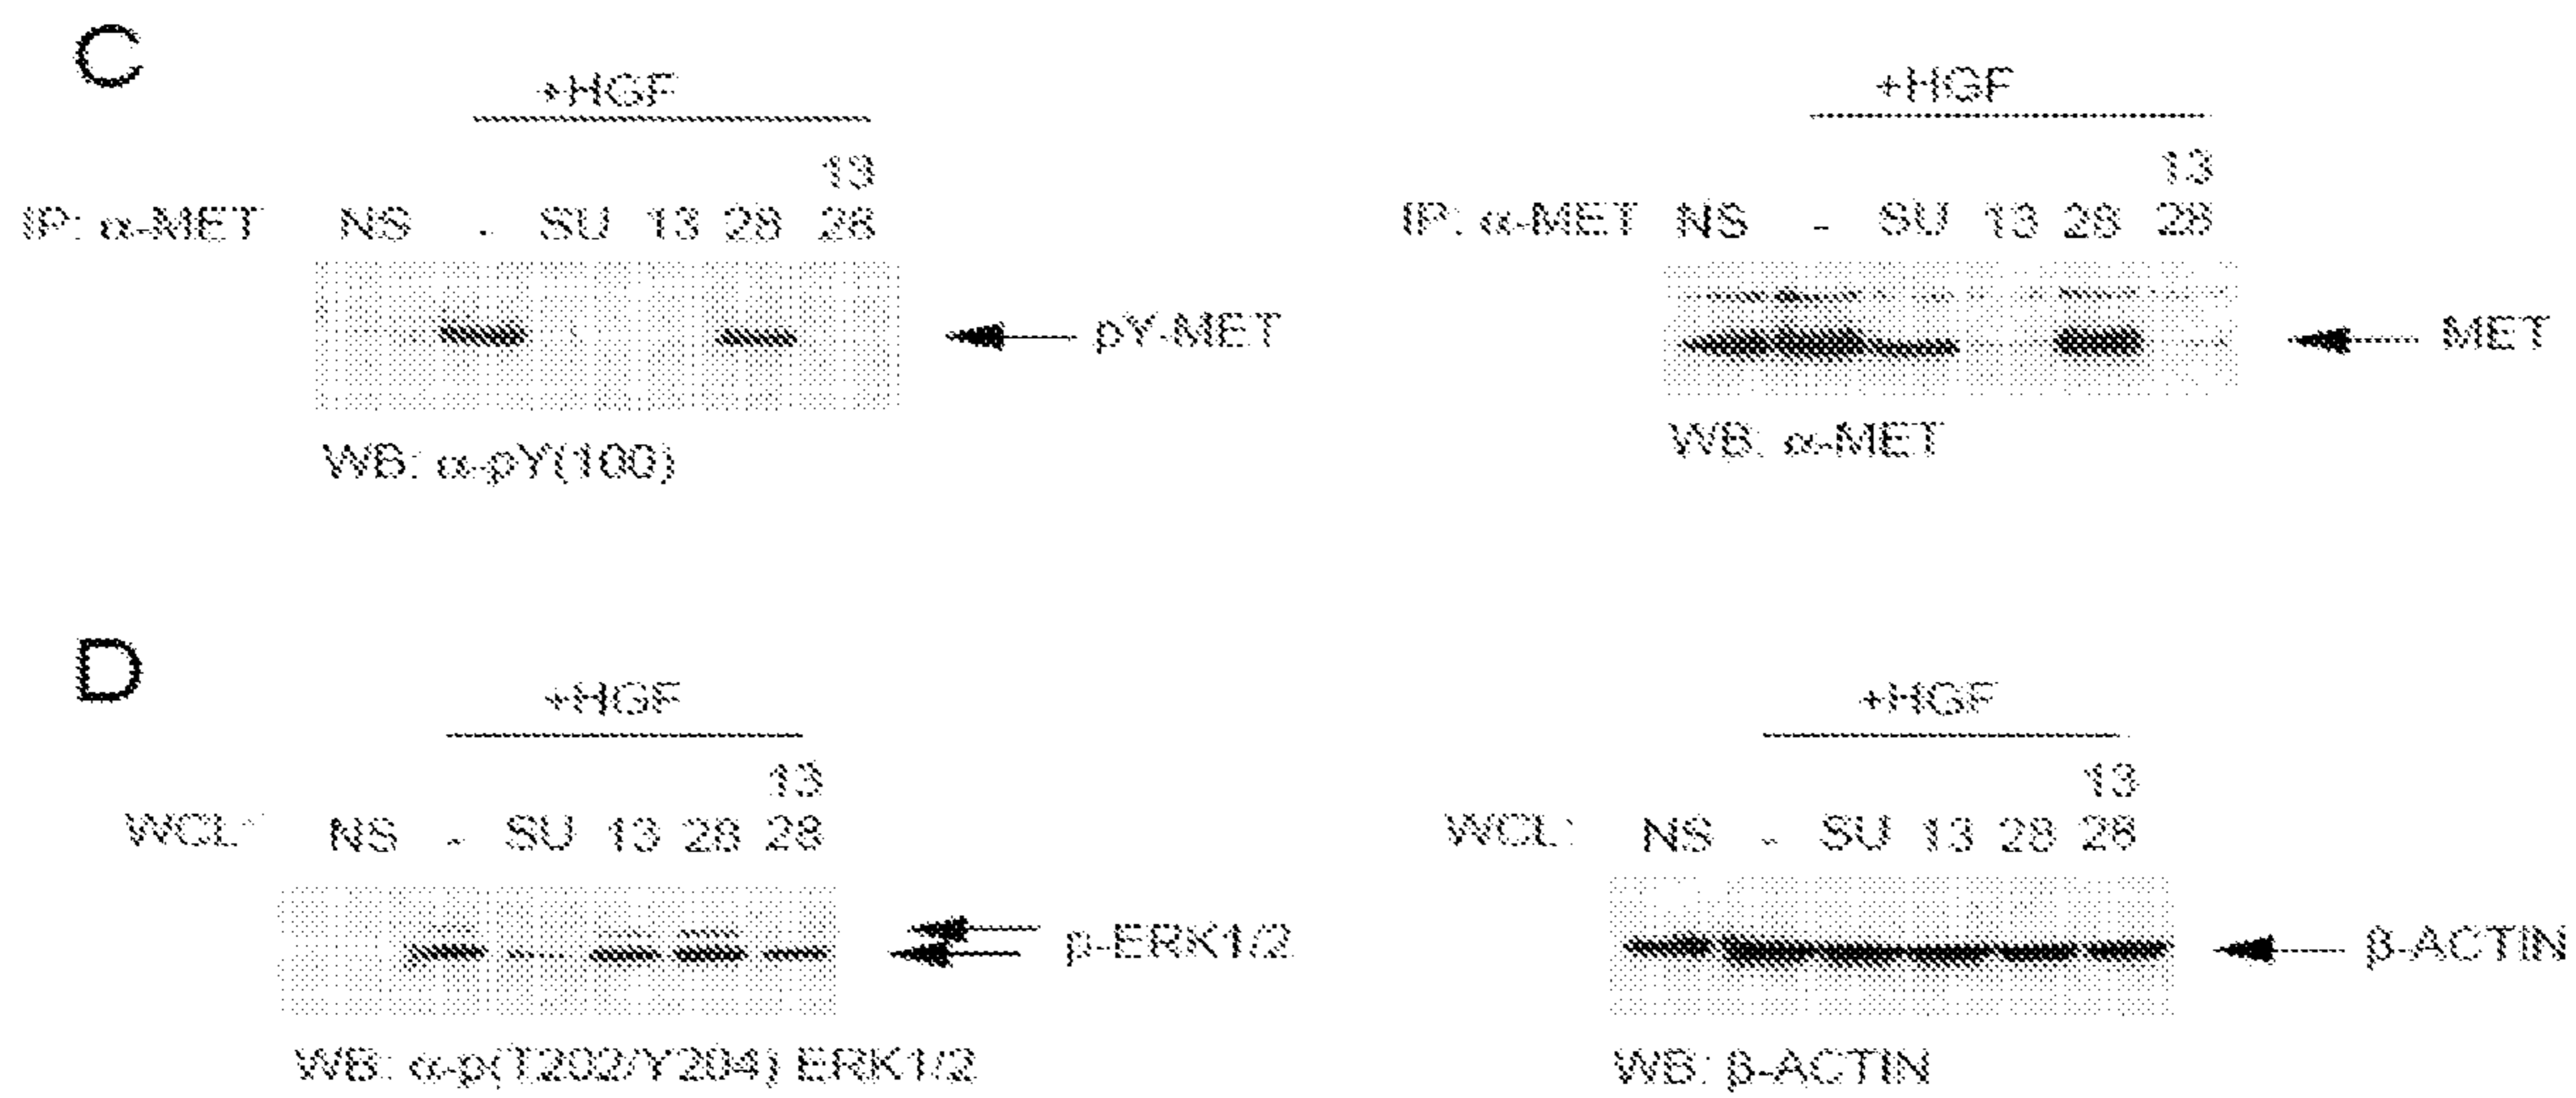 C
+HGF
13
IP: α-MET NS - SU 13 28 28
pY-MET
WB: α-pY(100)
+HGF
13
IP: α-MET NS - SU 13 28 28
MET
WB: α-MET
D
+HGF
13
WCL: NS - SU 13 28 28
p-ERK1/2
WB: α-p(T202/Y204) ERK1/2
+HGF
13
WCL: NS - SU 13 28 28
β-ACTIN
WB: β-ACTIN